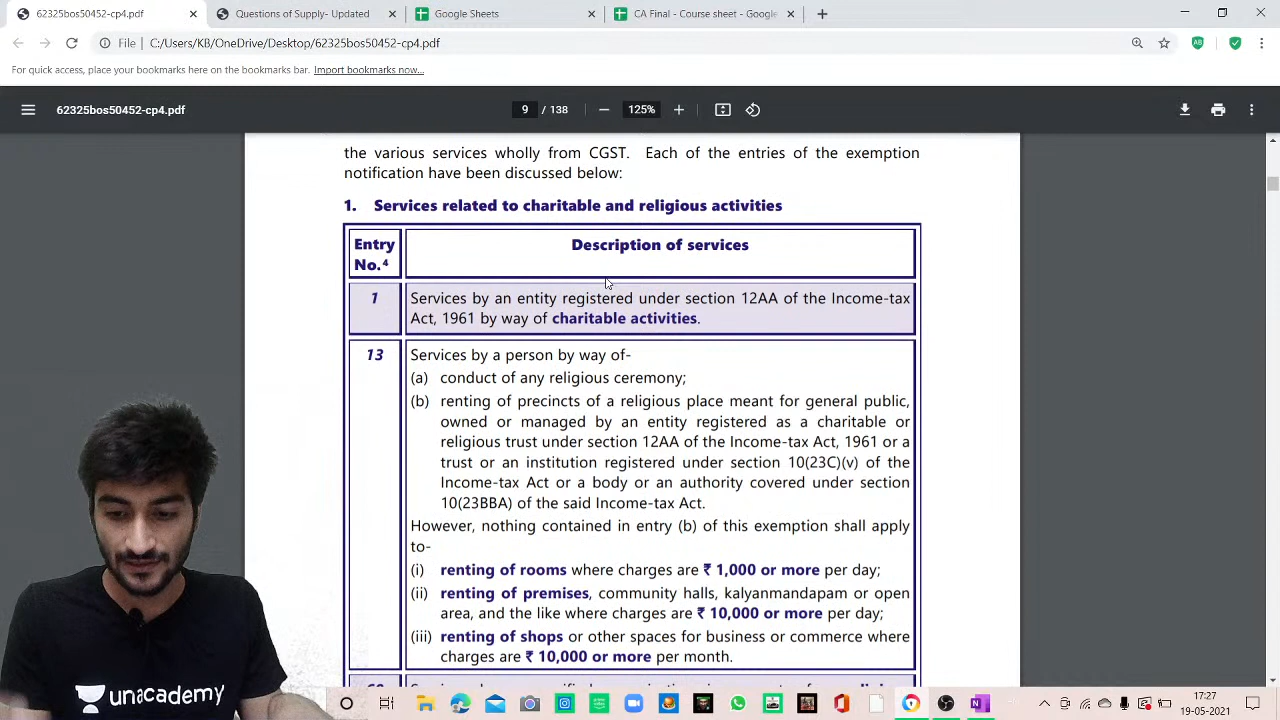 62325bos50452-cp4.pdf
Questions of Supply- Updated
Google Sheets
CA Final - Course sheet - Google
File | C:/Users/KB/OneDrive/Desktop/62325bos50452-cp4.pdf
For quick access, place your bookmarks here on the bookmarks bar. Import bookmarks now...
62325bos50452-cp4.pdf
9 / 138
125%
the various services wholly from CGST. Each of the entries of the exemption
notification have been discussed below:
1. Services related to charitable and religious activities
Entry No.4
Description of services
1
Services by an entity registered under section 12AA of the Income-tax
Act, 1961 by way of charitable activities.
13
Services by a person by way of-
(a) conduct of any religious ceremony;
(b) renting of precincts of a religious place meant for general public,
owned or managed by an entity registered as a charitable or
religious trust under section 12AA of the Income-tax Act, 1961 or a
trust or an institution registered under section 10(23C)(v) of the
Income-tax Act or a body or an authority covered under section
10(23BBA) of the said Income-tax Act.
However, nothing contained in entry (b) of this exemption shall apply
to-
(i) renting of rooms where charges are ₹ 1,000 or more per day;
(ii) renting of premises, community halls, kalyanmandapam or open
area, and the like where charges are ₹ 10,000 or more per day;
(iii) renting of shops or other spaces for business or commerce where
charges are ₹ 10,000 or more per month.
unacademy
17:27
19-05-2021